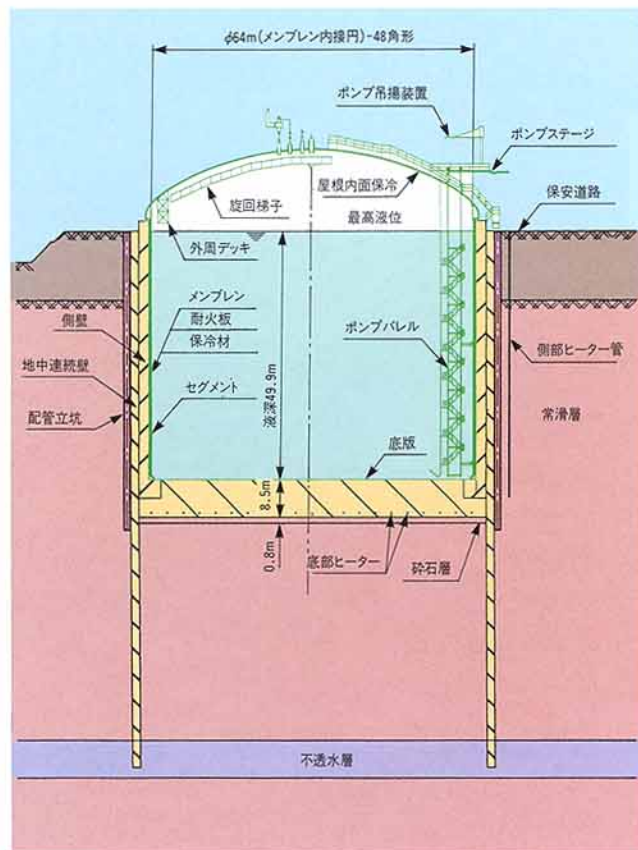 φ64m(メンブレン内接円)-48角形
ポンプ吊揚装置
ポンプステージ
屋根内面保冷
保安道路
旋回梯子
最高液位
外周デッキ
メンブレン
耐火板
保冷材
側壁
ポンプバレル
側部ヒーター管
地中連続壁
セグメント
液深49.9m
配管立坑
常滑層
底版
8.5m
0.8m
底部ヒーター
砕石層
不透水層